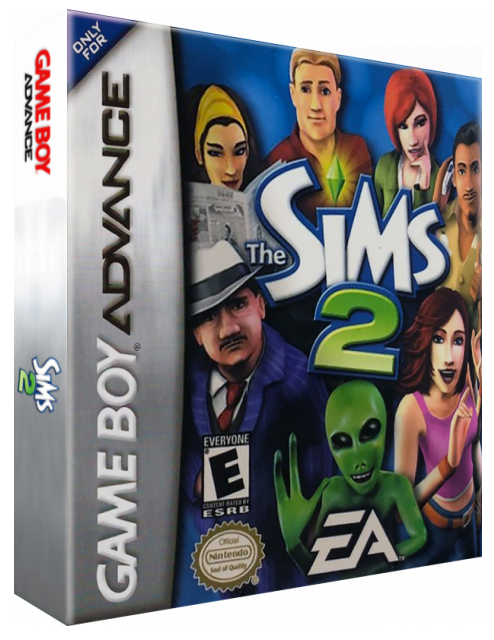 ONLY
FOR
GAME BOY
ADVANCE
GAME BOY ADVANCE
The SIMS
2
SIMS
2
EVERYONE
E
CONTENT RATED BY
ESRB
Official
Nintendo
Seal of Quality
EA